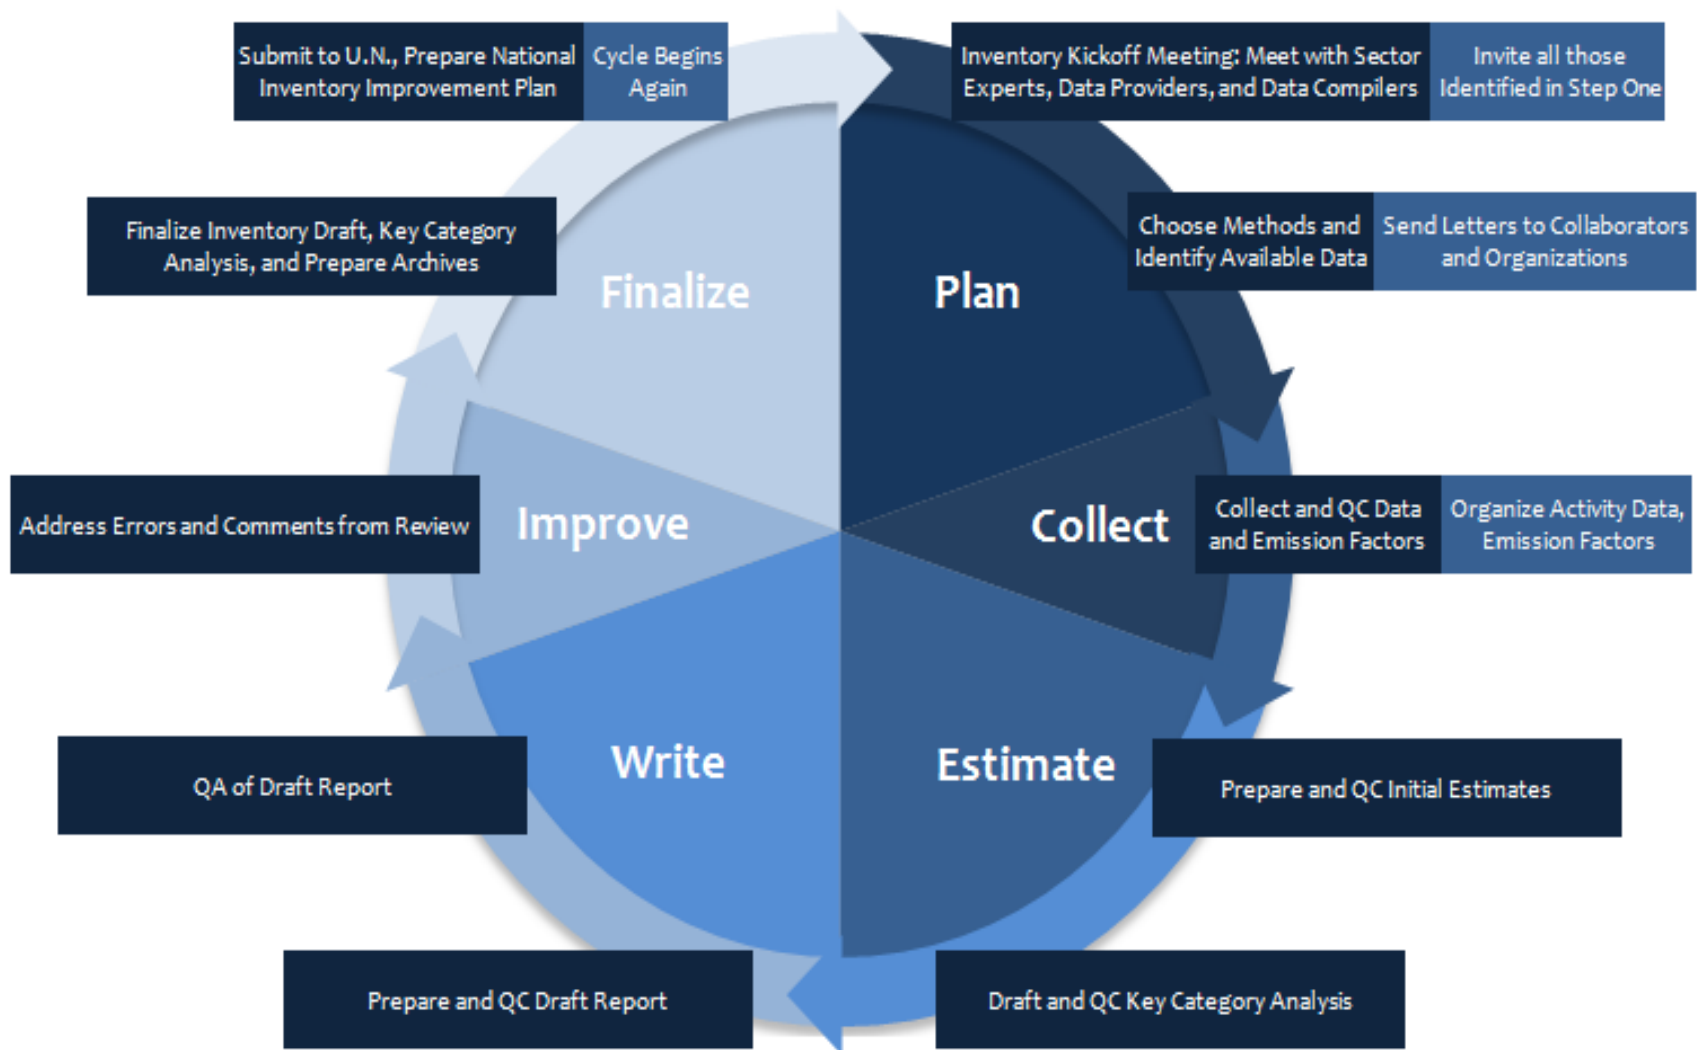 Submit to U.N., Prepare National
Inventory Improvement Plan
Cycle Begins
Again
Inventory Kickoff Meeting: Meet with Sector
Experts, Data Providers, and Data Compilers
Invite all those
Identified in Step One
Finalize Inventory Draft, Key Category
Analysis, and Prepare Archives
Choose Methods and
Identify Available Data
Send Letters to Collaborators
and Organizations
Finalize
Plan
Address Errors and Comments from Review
Improve
Collect
Collect and QC Data
and Emission Factors
Organize Activity Data,
Emission Factors
Write
Estimate
QA of Draft Report
Prepare and QC Initial Estimates
Prepare and QC Draft Report
Draft and QC Key Category Analysis